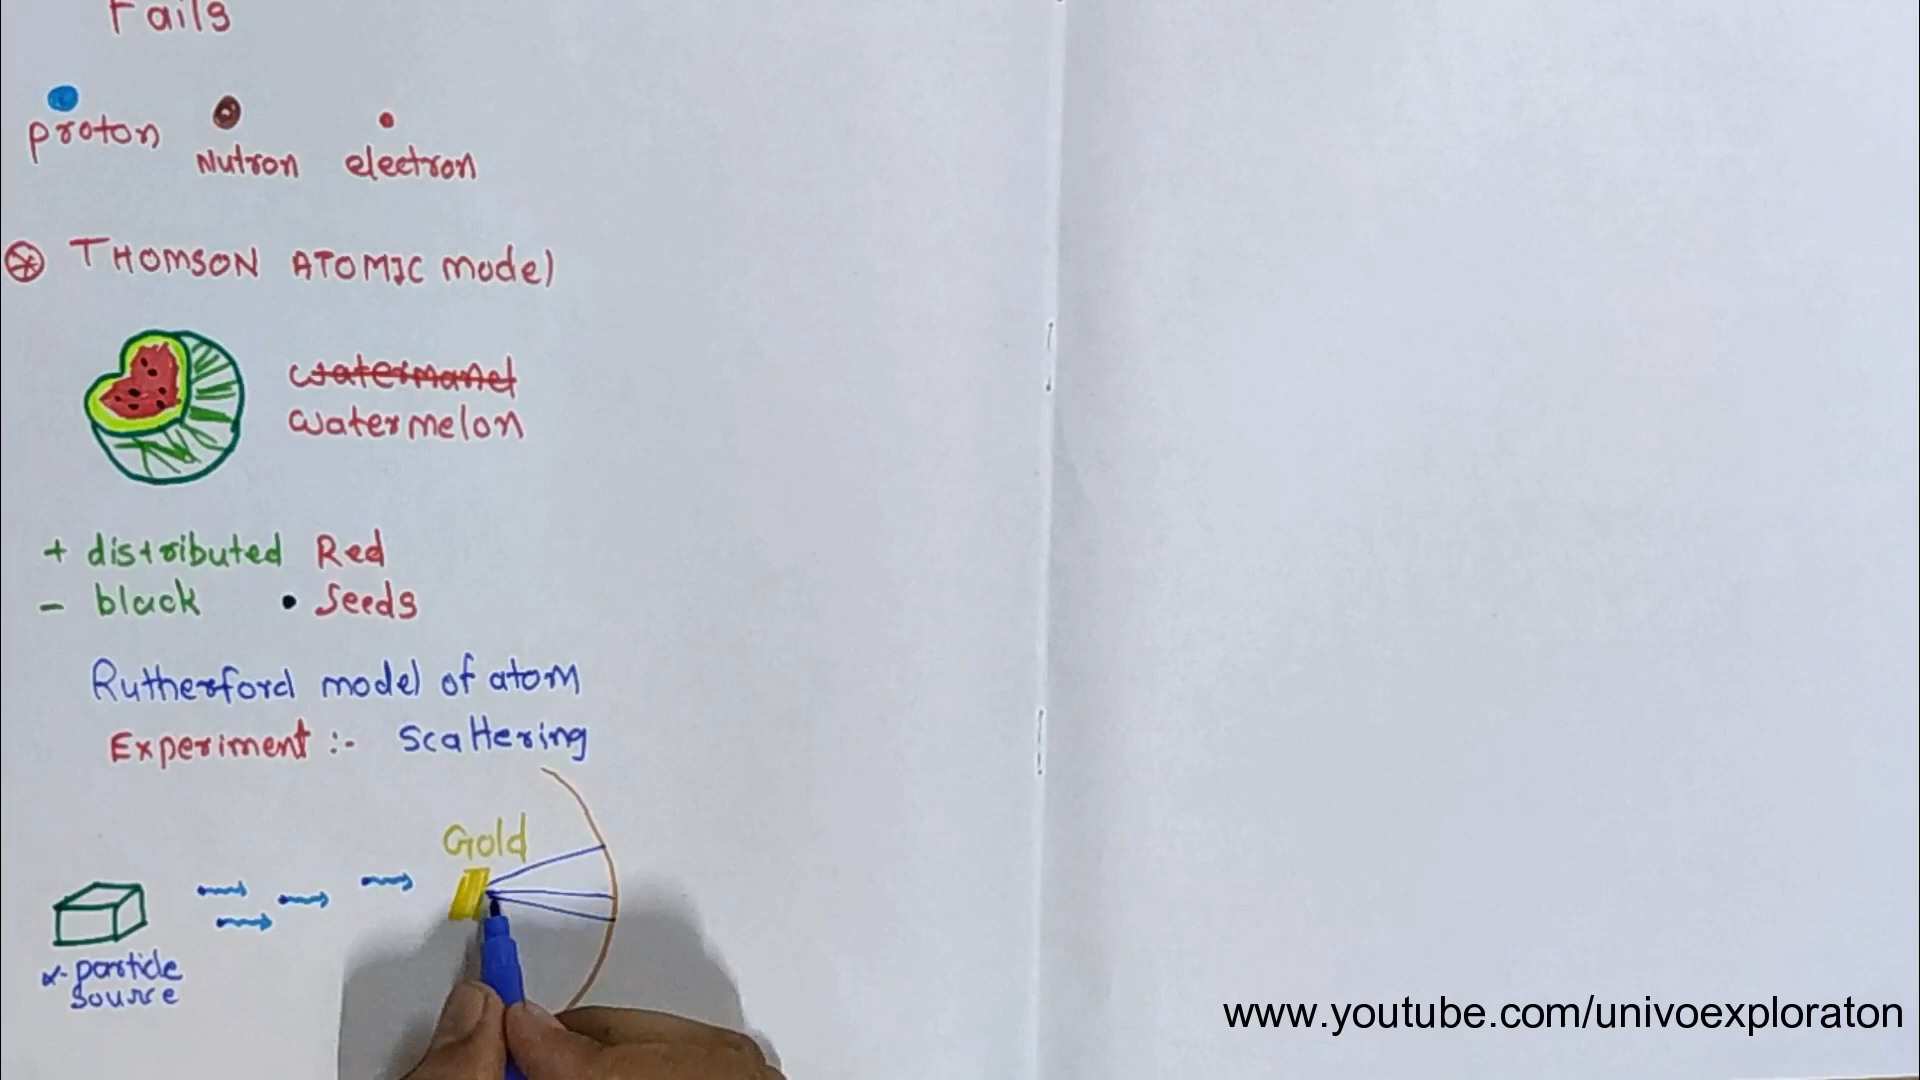 Fails
proton
Nutron electron
THOMSON ATOMIC model
watermanel
watermelon
+ distributed Red
- black • Seeds
Rutherford model of atom
Experiment :- Scattering
Gold
α-particle
source
www.youtube.com/univoexploraton